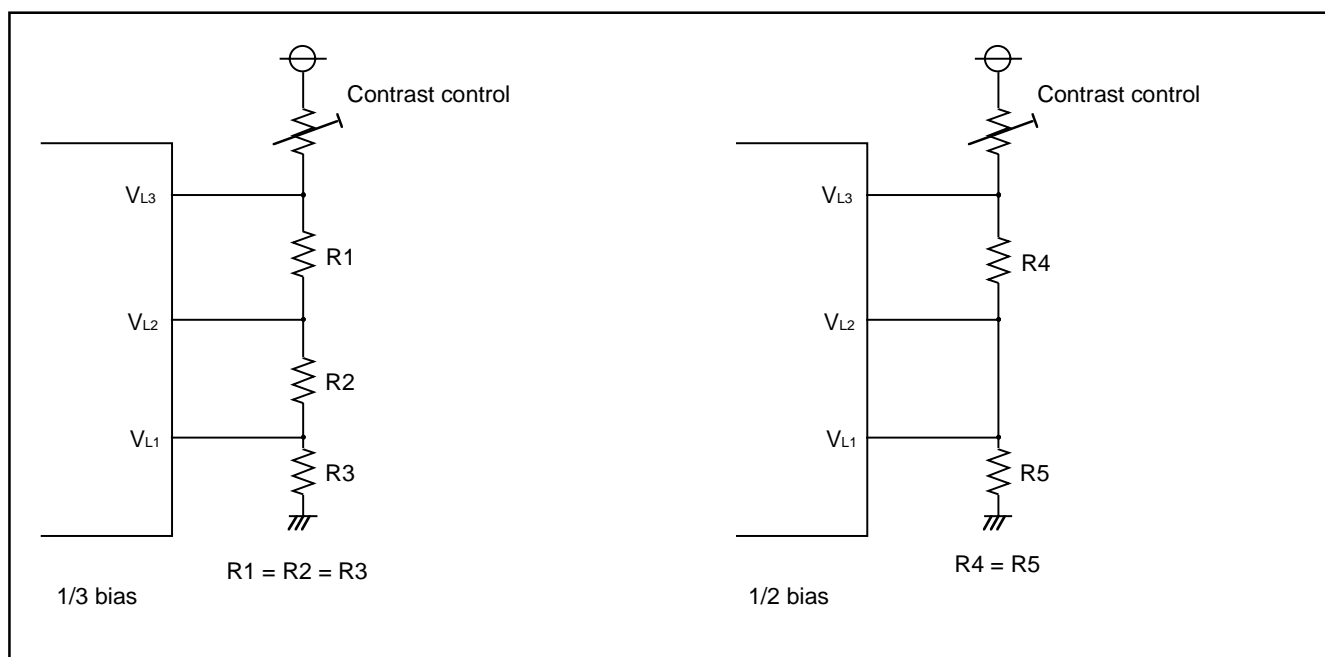 Contrast control
VL3
R1
VL2
R2
VL1
R3
R1 = R2 = R3
1/3 bias
Contrast control
VL3
R4
VL2
VL1
R5
R4 = R5
1/2 bias